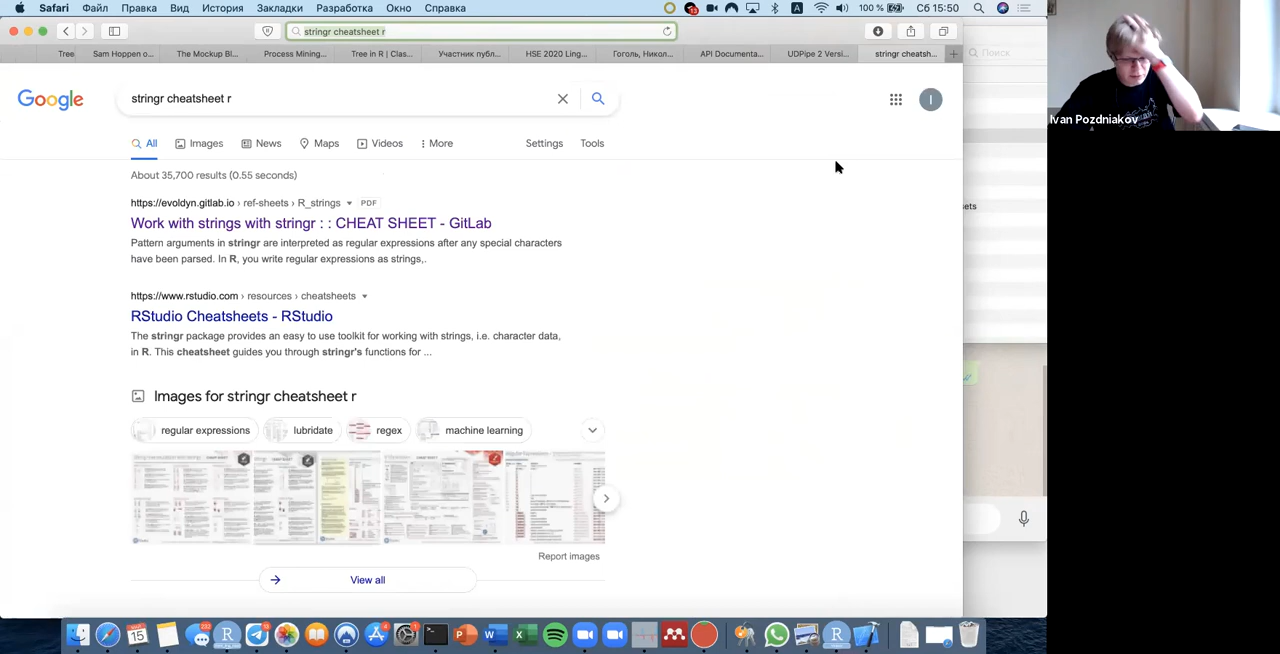 Safari Файл Правка Вид История Закладки Разработка Окно Справка
13
A
100 %
Сб 15:50
stringr cheatsheet r
Tree
Sam Hoppen o...
The Mockup Bl...
Process Mining...
Tree in R | Clas...
Участник публ...
HSE 2020 Ling...
Гоголь, Никол...
API Documenta...
UDPipe 2 Versi...
stringr cheatsh...
Поиск
Ivan Pozdniakov
Google
stringr cheatsheet r
I
All Images News Maps Videos More Settings Tools
About 35,700 results (0.55 seconds)
https://evoldyn.gitlab.io › ref-sheets › R_strings PDF
Work with strings with stringr : : CHEAT SHEET - GitLab
Pattern arguments in stringr are interpreted as regular expressions after any special characters
have been parsed. In R, you write regular expressions as strings,.
https://www.rstudio.com › resources › cheatsheets
RStudio Cheatsheets - RStudio
The stringr package provides an easy to use toolkit for working with strings, i.e. character data,
in R. This cheatsheet guides you through stringr's functions for ...
Images for stringr cheatsheet r
regular expressions lubridate regex machine learning
Report images
View all